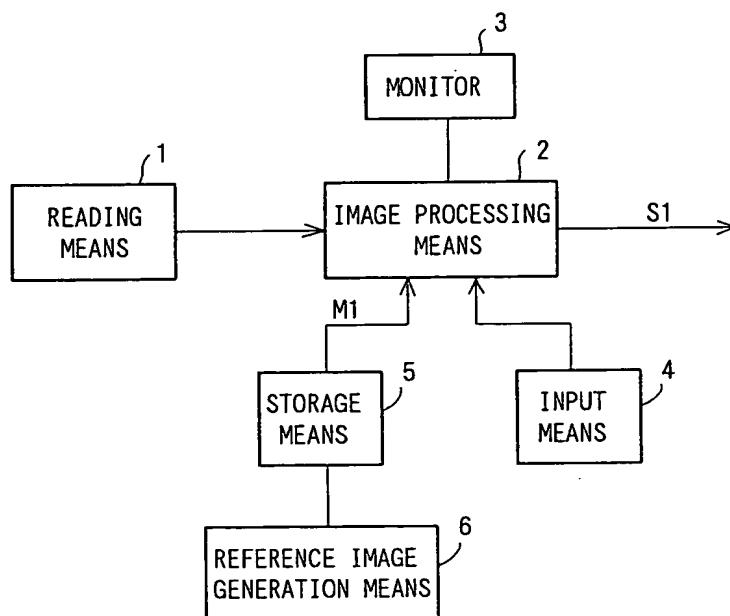 3
MONITOR
1
2
READING
MEANS
IMAGE PROCESSING
MEANS
S1
M1
5
4
STORAGE
MEANS
INPUT
MEANS
6
REFERENCE IMAGE
GENERATION MEANS